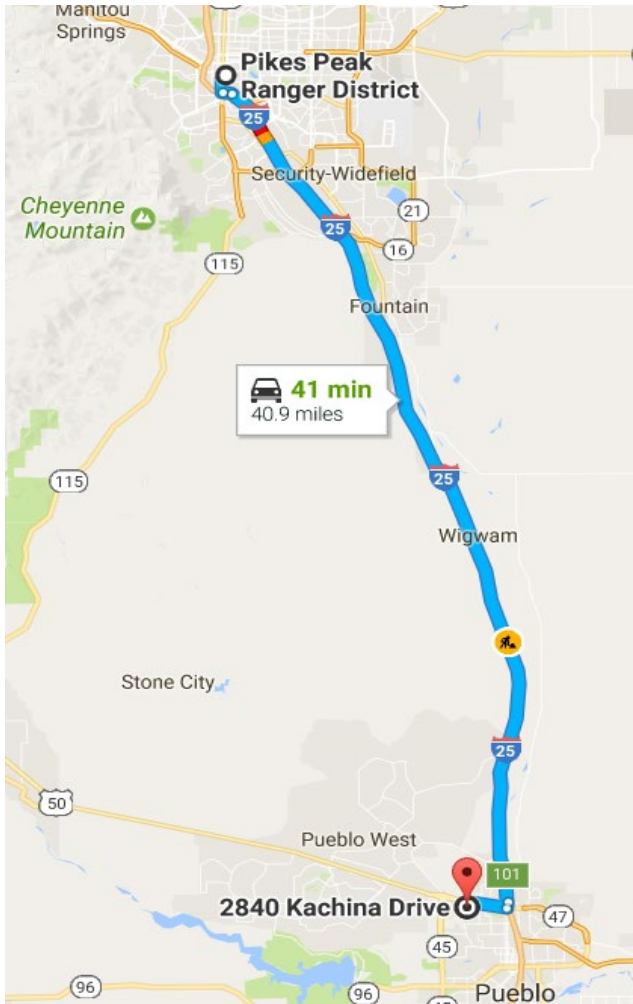 Manitou
Springs
Pikes Peak
Ranger District
25
Security-Widefield
Cheyenne
Mountain
21
25
16
115
Fountain
41 min
40.9 miles
115
25
Wigwam
Stone City
25
50
Pueblo West
101
2840 Kachina Drive
47
45
96
96
Pueblo